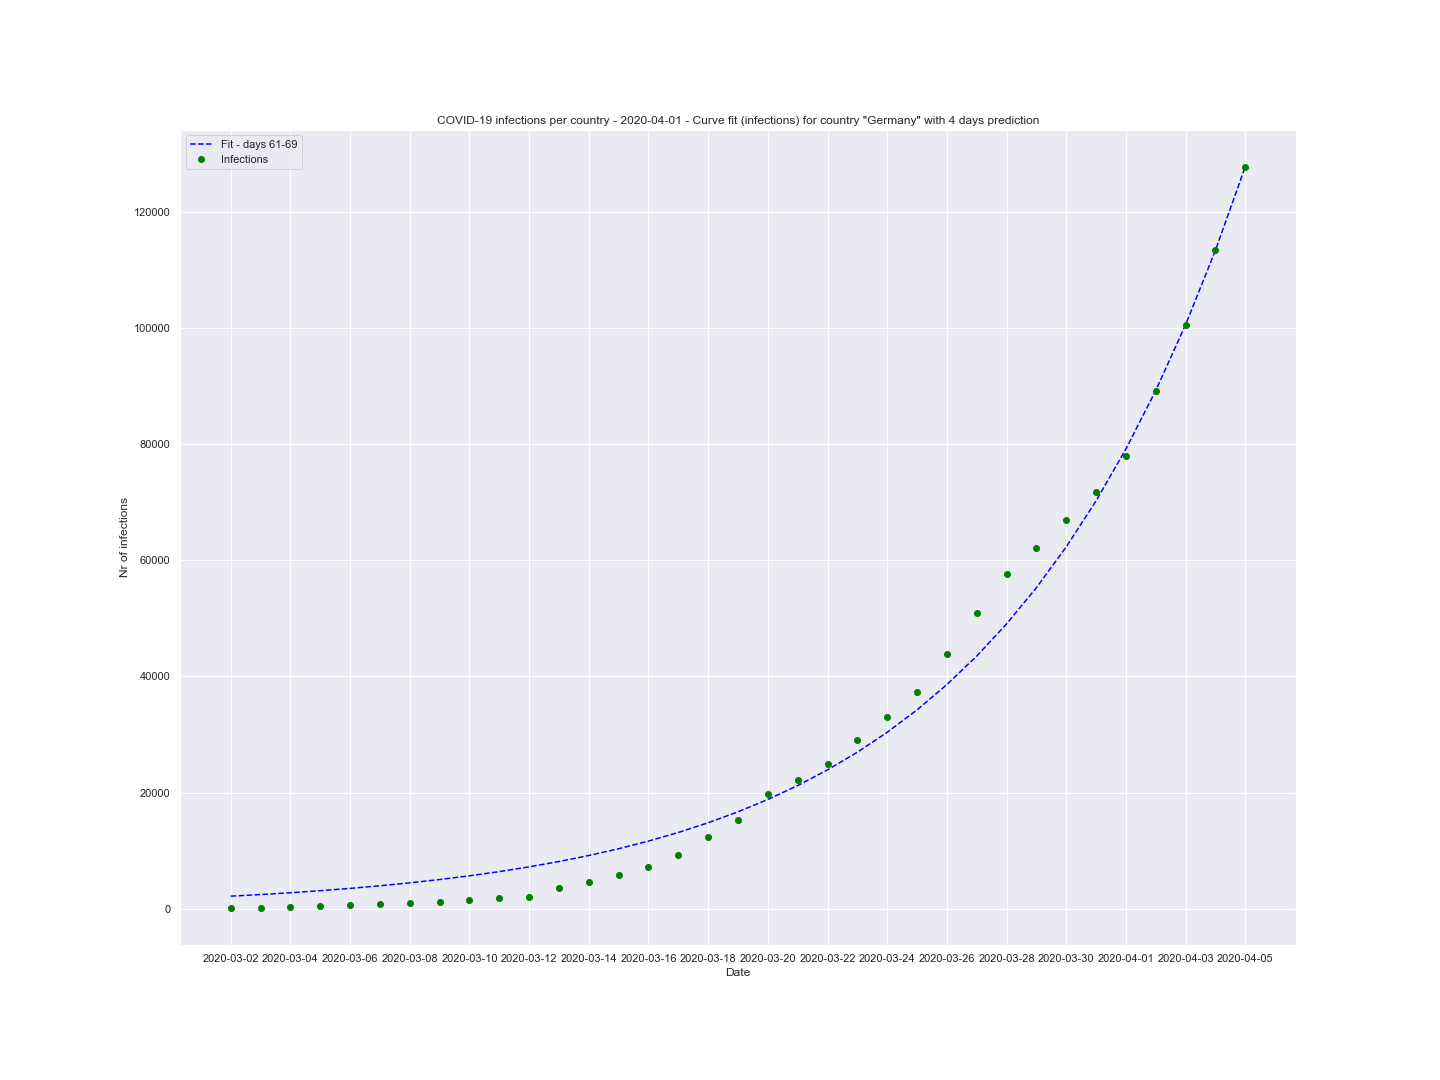 COVID-19 infections per country - 2020-04-01 - Curve fit (infections) for country "Germany" with 4 days prediction
Fit - days 61-69
Infections
120000
100000
80000
60000
40000
20000
0
Nr of infections
2020-03-02 2020-03-04 2020-03-06 2020-03-08 2020-03-10 2020-03-12 2020-03-14 2020-03-16 2020-03-18 2020-03-20 2020-03-22 2020-03-24 2020-03-26 2020-03-28 2020-03-30 2020-04-01 2020-04-03 2020-04-05
Date